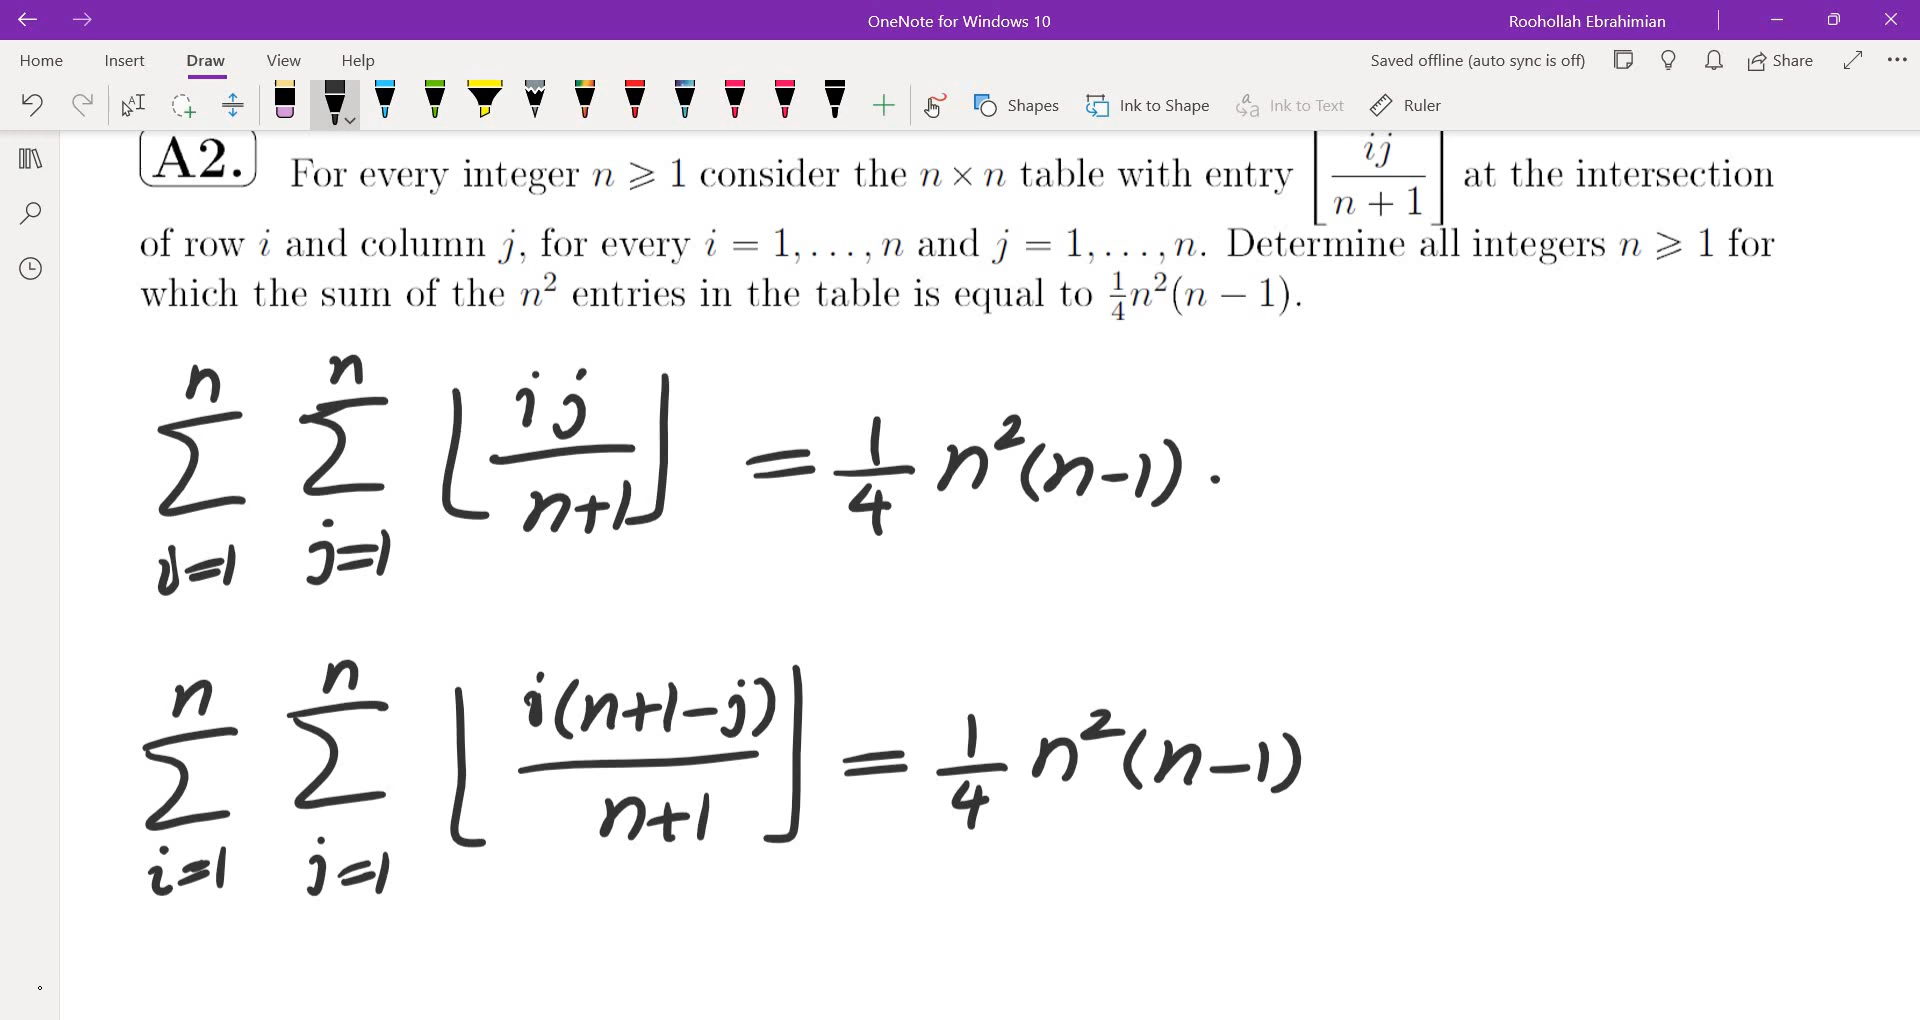 OneNote for Windows 10
Roohollah Ebrahimian
Home Insert Draw View Help
Saved offline (auto sync is off) Share
Shapes Ink to Shape Ink to Text Ruler
A2. For every integer n ⩾ 1 consider the n × n table with entry ⌊ij/(n + 1)⌋ at the intersection
of row i and column j, for every i = 1, . . . , n and j = 1, . . . , n. Determine all integers n ⩾ 1 for
which the sum of the n² entries in the table is equal to ¼n²(n − 1).
∑_{i=1}^{n} ∑_{j=1}^{n} ⌊ij/(n+1)⌋ = 1/4 n²(n-1).
∑_{i=1}^{n} ∑_{j=1}^{n} ⌊i(n+1-j)/(n+1)⌋ = 1/4 n²(n-1)